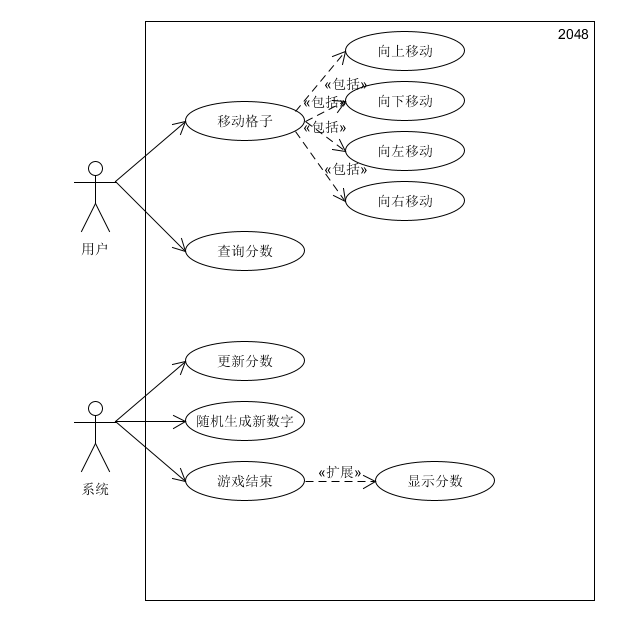 2048
向上移动
«包括»
向下移动
«包括»
移动格子
«包括»
向左移动
«包括»
向右移动
用户
查询分数
更新分数
随机生成新数字
«扩展»
游戏结束
显示分数
系统